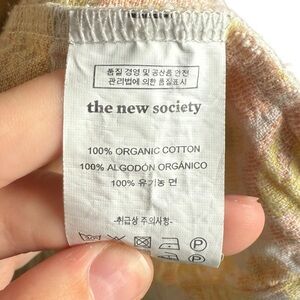 품질 경영 및 공산품 안전
관리법에 의한 품질표시
the new society
100% ORGANIC COTTON
100% ALGODÓN ORGÁNICO
100% 유기농 면
-취급상 주의사항-